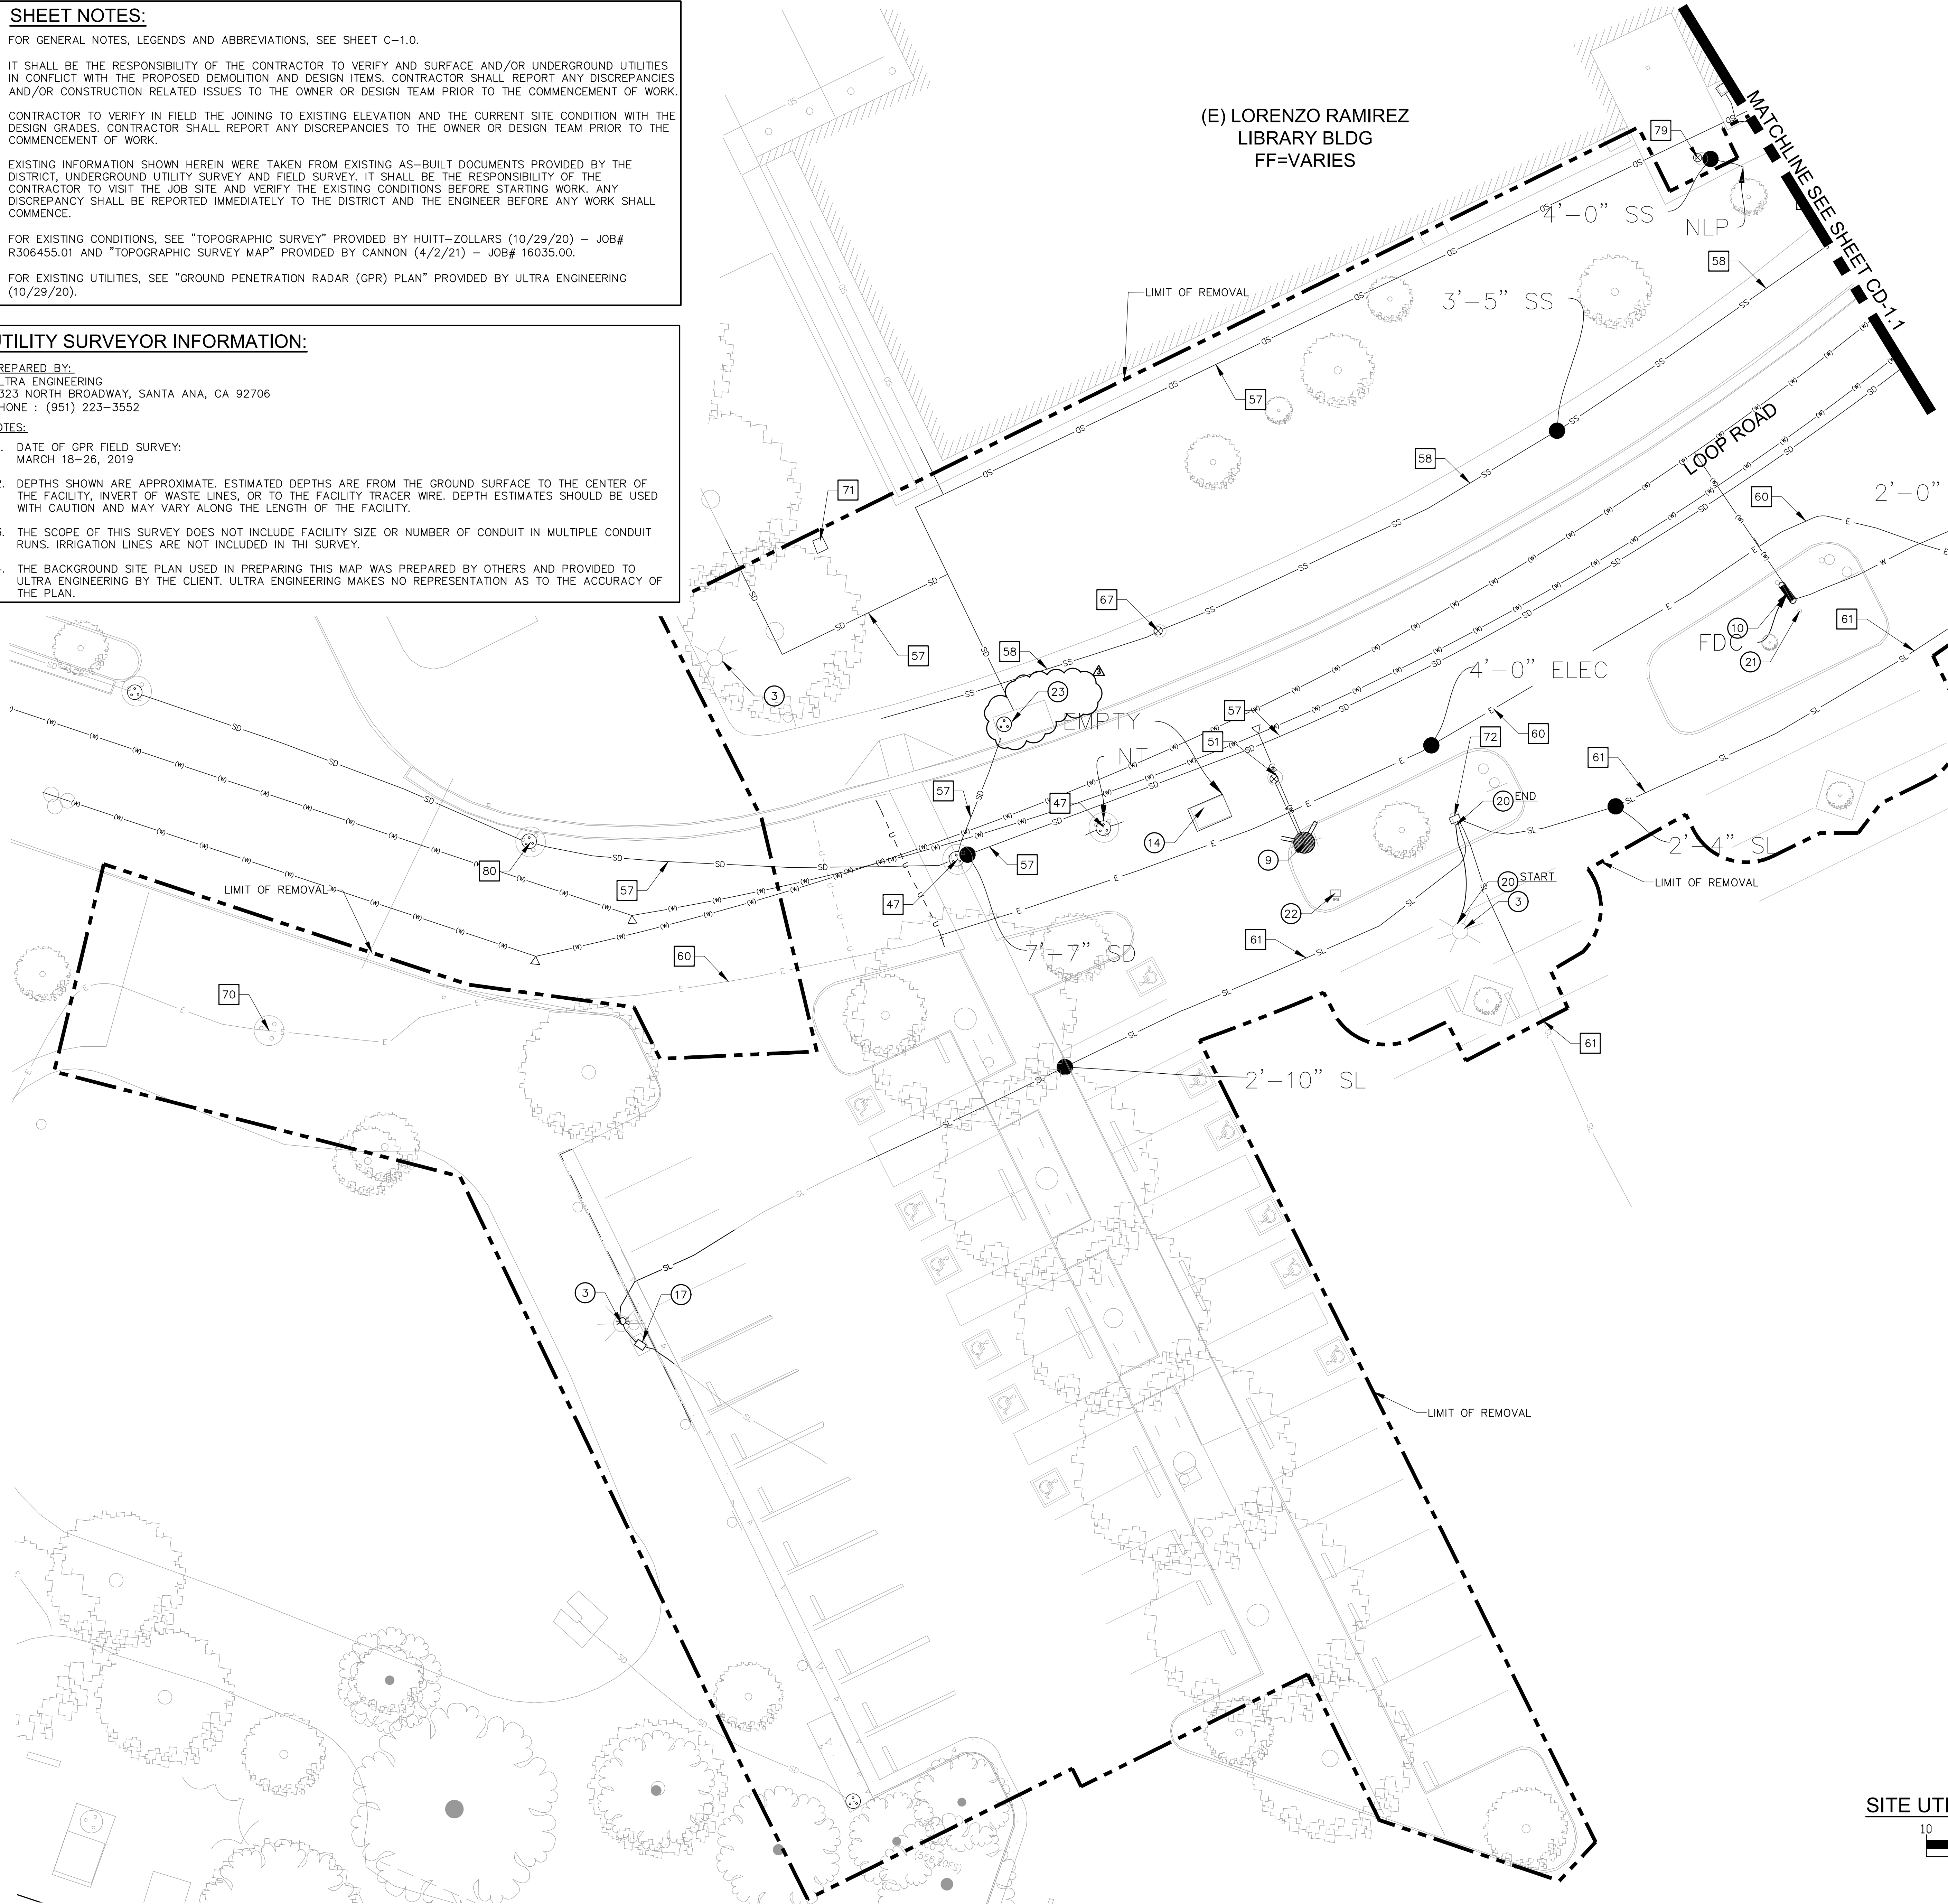 SHEET NOTES:
FOR GENERAL NOTES, LEGENDS AND ABBREVIATIONS, SEE SHEET C-1.0.
IT SHALL BE THE RESPONSIBILITY OF THE CONTRACTOR TO VERIFY AND SURFACE AND/OR UNDERGROUND UTILITIES
IN CONFLICT WITH THE PROPOSED DEMOLITION AND DESIGN ITEMS. CONTRACTOR SHALL REPORT ANY DISCREPANCIES
AND/OR CONSTRUCTION RELATED ISSUES TO THE OWNER OR DESIGN TEAM PRIOR TO THE COMMENCEMENT OF WORK.
CONTRACTOR TO VERIFY IN FIELD THE JOINING TO EXISTING ELEVATION AND THE CURRENT SITE CONDITION WITH THE
DESIGN GRADES. CONTRACTOR SHALL REPORT ANY DISCREPANCIES TO THE OWNER OR DESIGN TEAM PRIOR TO THE
COMMENCEMENT OF WORK.
EXISTING INFORMATION SHOWN HEREIN WERE TAKEN FROM EXISTING AS-BUILT DOCUMENTS PROVIDED BY THE
DISTRICT, UNDERGROUND UTILITY SURVEY AND FIELD SURVEY. IT SHALL BE THE RESPONSIBILITY OF THE
CONTRACTOR TO VISIT THE JOB SITE AND VERIFY THE EXISTING CONDITIONS BEFORE STARTING WORK. ANY
DISCREPANCY SHALL BE REPORTED IMMEDIATELY TO THE DISTRICT AND THE ENGINEER BEFORE ANY WORK SHALL
COMMENCE.
FOR EXISTING CONDITIONS, SEE "TOPOGRAPHIC SURVEY" PROVIDED BY HUITT-ZOLLARS (10/29/20) - JOB#
R306455.01 AND "TOPOGRAPHIC SURVEY MAP" PROVIDED BY CANNON (4/2/21) - JOB# 16035.00.
FOR EXISTING UTILITIES, SEE "GROUND PENETRATION RADAR (GPR) PLAN" PROVIDED BY ULTRA ENGINEERING
(10/29/20).
UTILITY SURVEYOR INFORMATION:
REPARED BY:
LTRA ENGINEERING
323 NORTH BROADWAY, SANTA ANA, CA 92706
HONE : (951) 223-3552
OTES:
. DATE OF GPR FIELD SURVEY:
MARCH 18-26, 2019
2. DEPTHS SHOWN ARE APPROXIMATE. ESTIMATED DEPTHS ARE FROM THE GROUND SURFACE TO THE CENTER OF
THE FACILITY, INVERT OF WASTE LINES, OR TO THE FACILITY TRACER WIRE. DEPTH ESTIMATES SHOULD BE USED
WITH CAUTION AND MAY VARY ALONG THE LENGTH OF THE FACILITY.
3. THE SCOPE OF THIS SURVEY DOES NOT INCLUDE FACILITY SIZE OR NUMBER OF CONDUIT IN MULTIPLE CONDUIT
RUNS. IRRIGATION LINES ARE NOT INCLUDED IN THI SURVEY.
. THE BACKGROUND SITE PLAN USED IN PREPARING THIS MAP WAS PREPARED BY OTHERS AND PROVIDED TO
ULTRA ENGINEERING BY THE CLIENT. ULTRA ENGINEERING MAKES NO REPRESENTATION AS TO THE ACCURACY OF
THE PLAN.
(E) LORENZO RAMIREZ
LIBRARY BLDG
FF=VARIES
MATCHLINE SEE SHEET CD-1.1
79
4'-0" SS
NLP
58
LIMIT OF REMOVAL
3'-5" SS
57
58
LOOP ROAD
60
2'-0"
71
67
10
FDC
21
61
57
58
3
23
3
EMPTY
4'-0" ELEC
57
51
NT
72
60
61
57
47
14
20 END
9
80
57
57
47
2'-4" SL
LIMIT OF REMOVAL
LIMIT OF REMOVAL
20 START
3
22
7'-7" SD
61
60
70
61
2'-10" SL
3
17
LIMIT OF REMOVAL
SITE UT
10